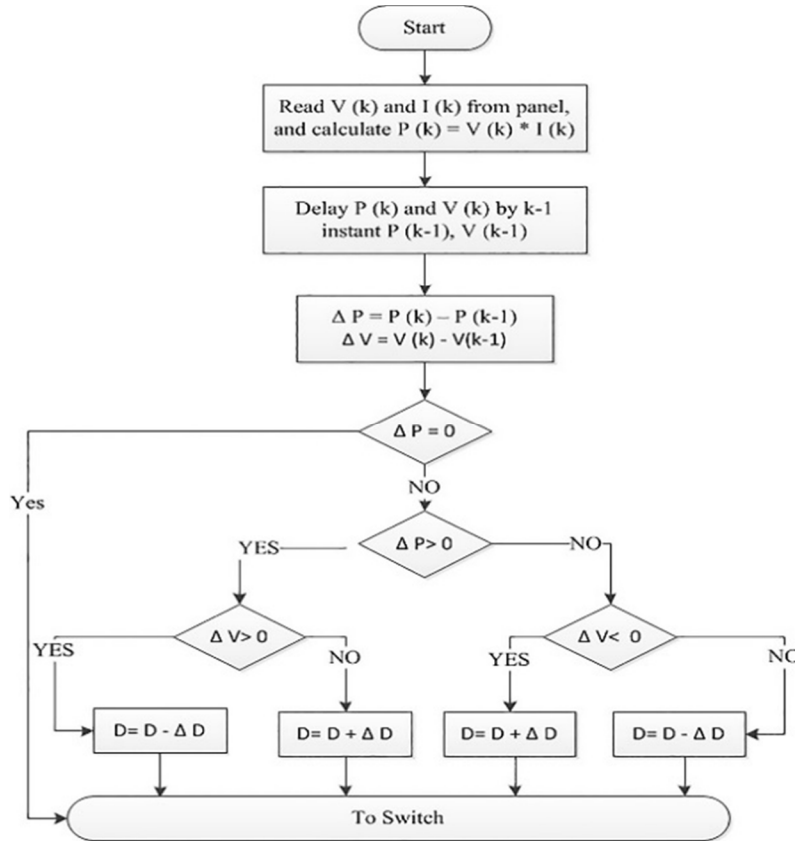 Start
Read V (k) and I (k) from panel,
and calculate P (k) = V (k) * I (k)
Delay P (k) and V (k) by k-1
instant P (k-1), V (k-1)
Δ P = P (k) – P (k-1)
Δ V = V (k) - V(k-1)
Δ P = 0
Yes
NO
Δ P> 0
YES
NO
Δ V> 0
Δ V< 0
YES
NO
YES
NO
D= D - Δ D
D= D + Δ D
D= D + Δ D
D= D - Δ D
To Switch